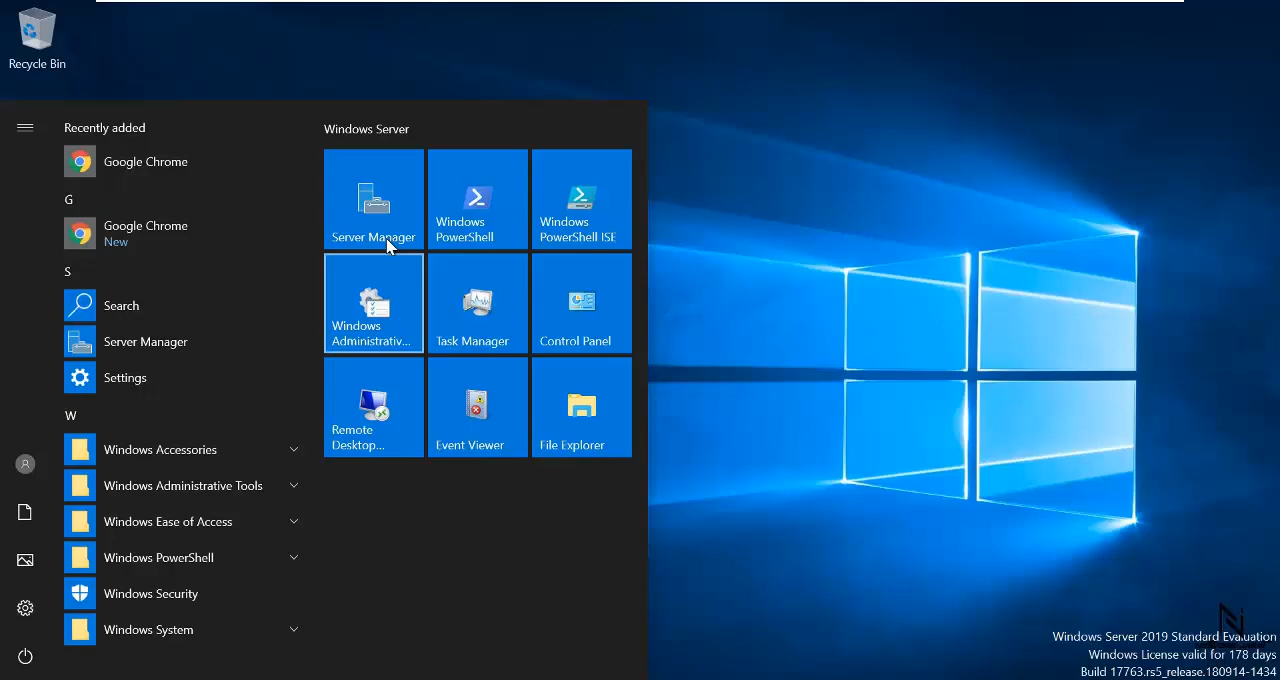 Recycle Bin
Recently added
Google Chrome
G
Google Chrome
New
S
Search
Server Manager
Settings
W
Windows Accessories
Windows Administrative Tools
Windows Ease of Access
Windows PowerShell
Windows Security
Windows System
Windows Server
Server Manager
Windows
PowerShell
Windows
PowerShell ISE
Windows
Administrativ...
Task Manager
Control Panel
Remote
Desktop...
Event Viewer
File Explorer
Windows Server 2019 Standard Evaluation
Windows License valid for 178 days
Build 17763.rs5_release.180914-1434